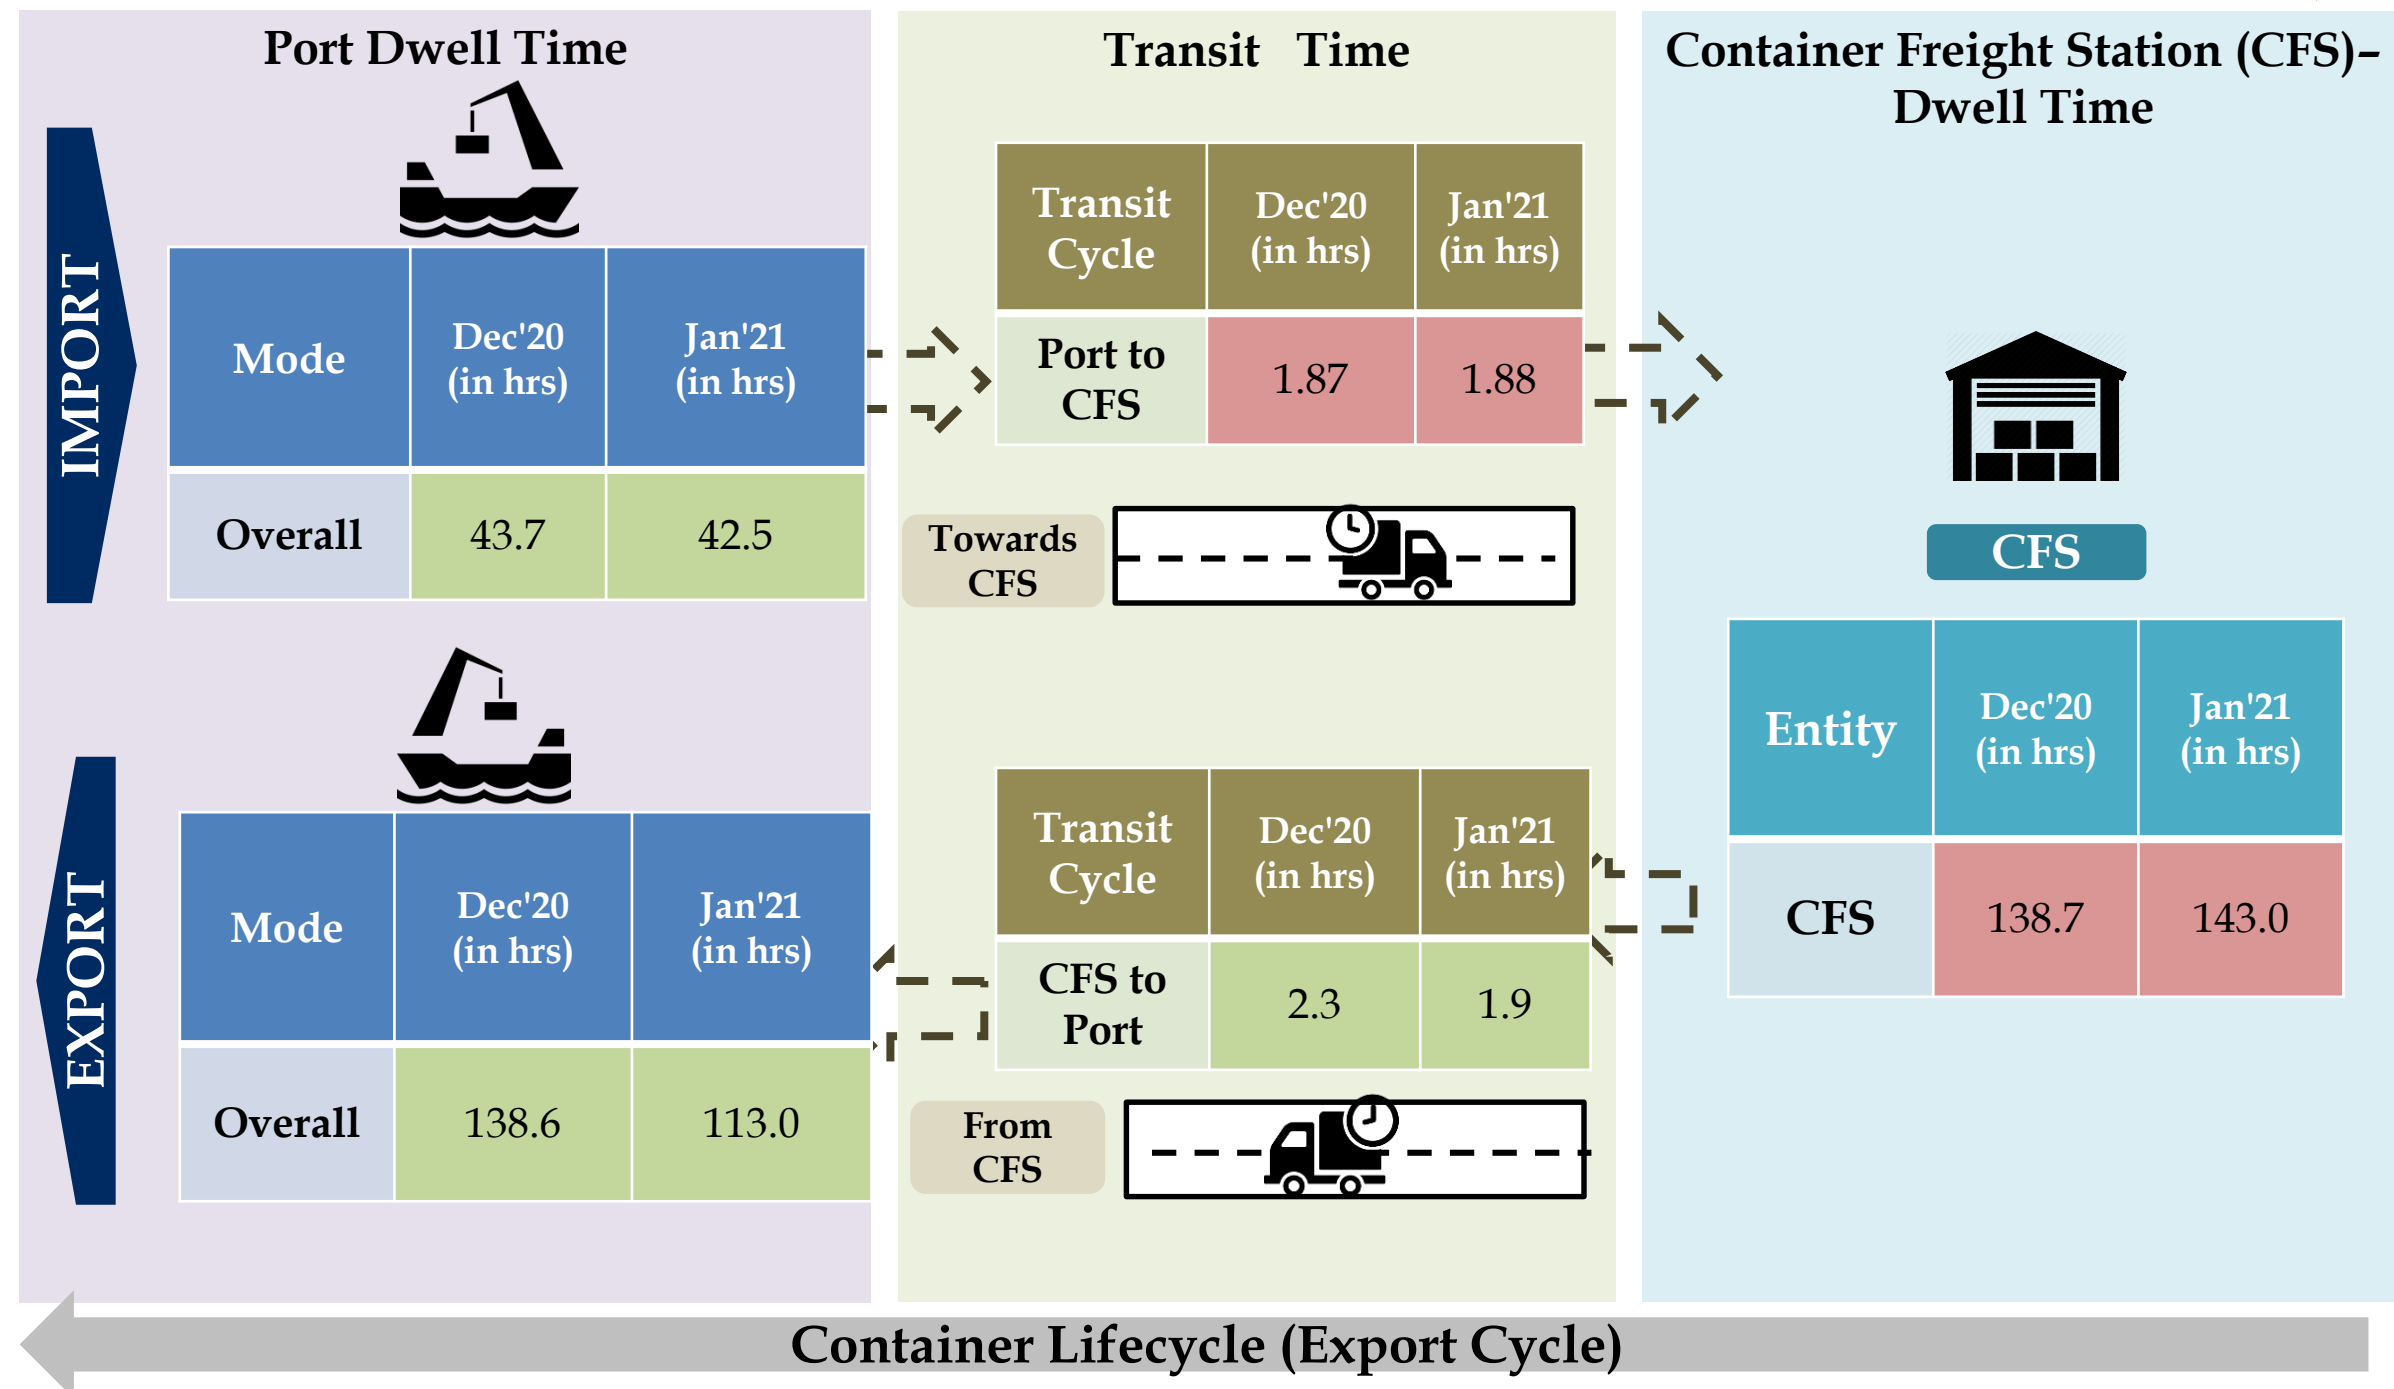 Port Dwell Time
IMPORT
Mode
Dec'20
(in hrs)
Jan'21
(in hrs)
Overall
43.7
42.5
EXPORT
Mode
Dec'20
(in hrs)
Jan'21
(in hrs)
Overall
138.6
113.0
Transit Time
Transit
Cycle
Dec'20
(in hrs)
Jan'21
(in hrs)
Port to
CFS
1.87
1.88
Towards
CFS
Transit
Cycle
Dec'20
(in hrs)
Jan'21
(in hrs)
CFS to
Port
2.3
1.9
From
CFS
Container Freight Station (CFS)–
Dwell Time
CFS
Entity
Dec'20
(in hrs)
Jan'21
(in hrs)
CFS
138.7
143.0
Container Lifecycle (Export Cycle)